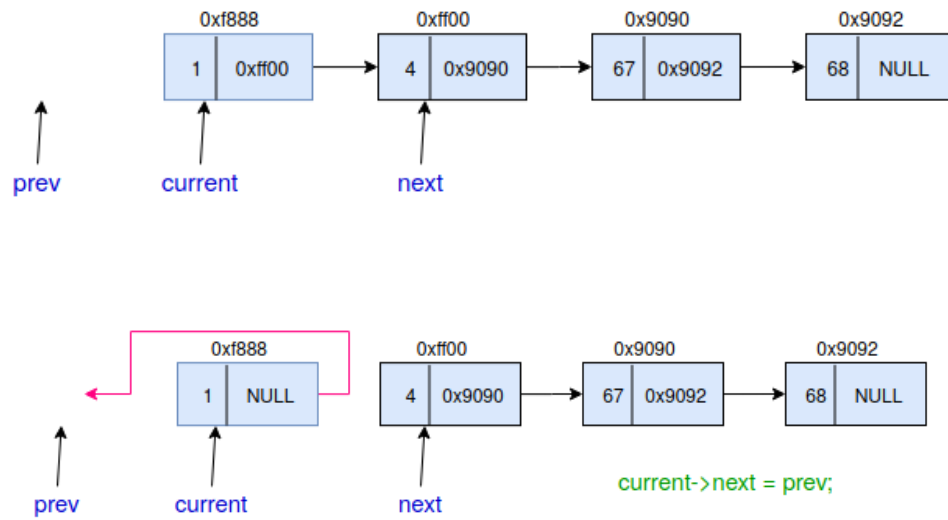 0xf888 0xff00 0x9090 0x9092
1 0xff00 4 0x9090 67 0x9092 68 NULL
prev current next
0xf888 0xff00 0x9090 0x9092
1 NULL 4 0x9090 67 0x9092 68 NULL
prev current next
current->next = prev;